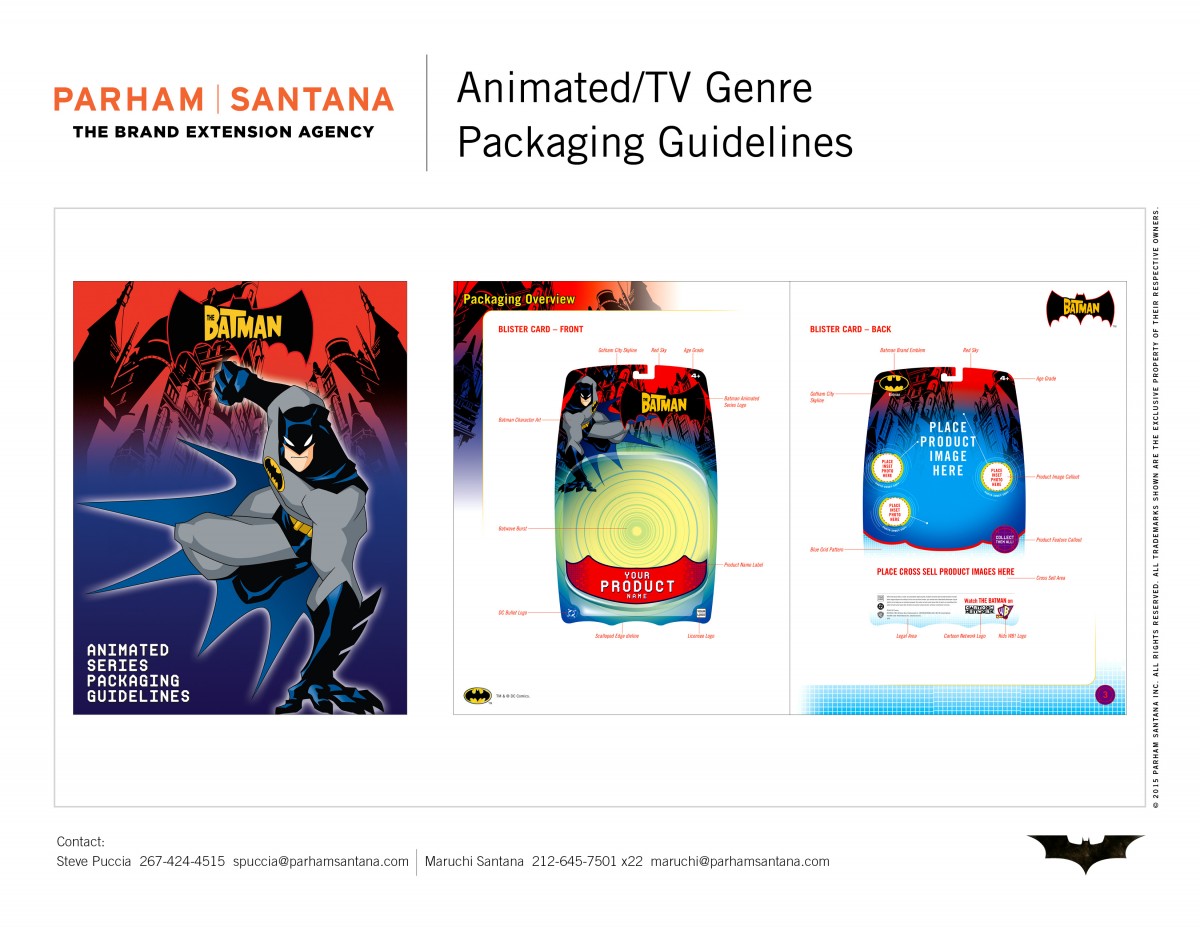 PARHAM | SANTANA
THE BRAND EXTENSION AGENCY
Animated/TV Genre
Packaging Guidelines
THE
BATMAN
ANIMATED
SERIES
PACKAGING
GUIDELINES
Packaging Overview
BLISTER CARD – FRONT
Gotham City Skyline
Red Sky
Age Grade
4+
BATMAN
Batman Animated
Series Logo
Batman Character Art
Batwave Burst
Product Name Label
YOUR
PRODUCT
NAME
DC Bullet Logo
Scalloped Edge dieline
Licensee Logo
TM & © DC Comics
BATMAN
BLISTER CARD – BACK
Batman Brand Emblem
Red Sky
4+
Age Grade
Gotham City
Skyline
PLACE
PRODUCT
IMAGE
HERE
PLACE
INSET
PHOTO
HERE
PLACE
INSET
PHOTO
HERE
Product Image Callout
PLACE
INSET
PHOTO
HERE
COLLECT
THEM ALL!
Product Feature Callout
Blue Grid Pattern
PLACE CROSS SELL PRODUCT IMAGES HERE
Cross Sell Area
Watch THE BATMAN on
CARTOON NETWORK
Legal Area
Cartoon Network Logo
Kids WB! Logo
3
© 2015 PARHAM SANTANA INC. ALL RIGHTS RESERVED. ALL TRADEMARKS SHOWN ARE THE EXCLUSIVE PROPERTY OF THEIR RESPECTIVE OWNERS.
Contact:
Steve Puccia 267-424-4515 spuccia@parhamsantana.com | Maruchi Santana 212-645-7501 x22 maruchi@parhamsantana.com